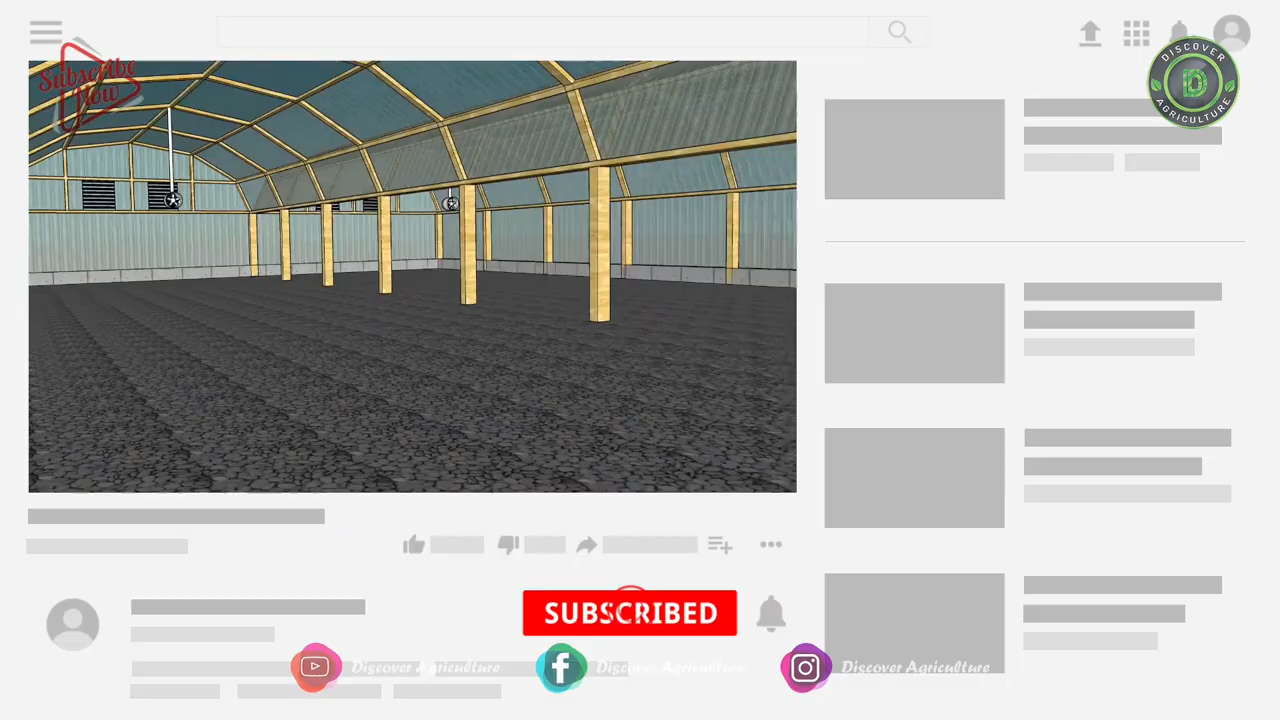 Subscribe
Now
DISCOVER
D
AGRICULTURE
SUBSCRIBED
Discover Agriculture
Discover Agriculture
Discover Agriculture